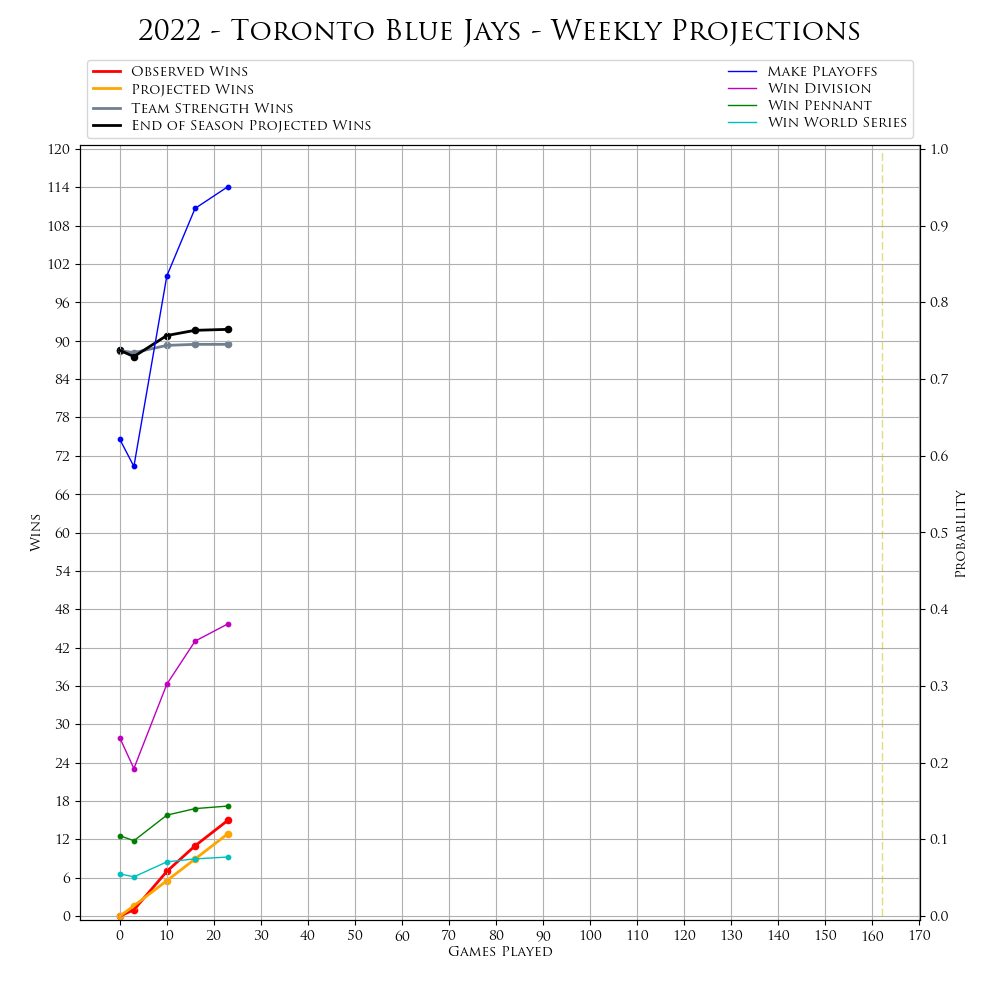 2022 - Toronto Blue Jays - Weekly Projections
Observed Wins
Projected Wins
Team Strength Wins
End of Season Projected Wins
Make Playoffs
Win Division
Win Pennant
Win World Series
120
114
108
102
96
90
84
78
72
66
60
54
48
42
36
30
24
18
12
6
0
Wins
1.0
0.9
0.8
0.7
0.6
0.5
0.4
0.3
0.2
0.1
0.0
Probability
0 10 20 30 40 50 60 70 80 90 100 110 120 130 140 150 160 170
Games Played